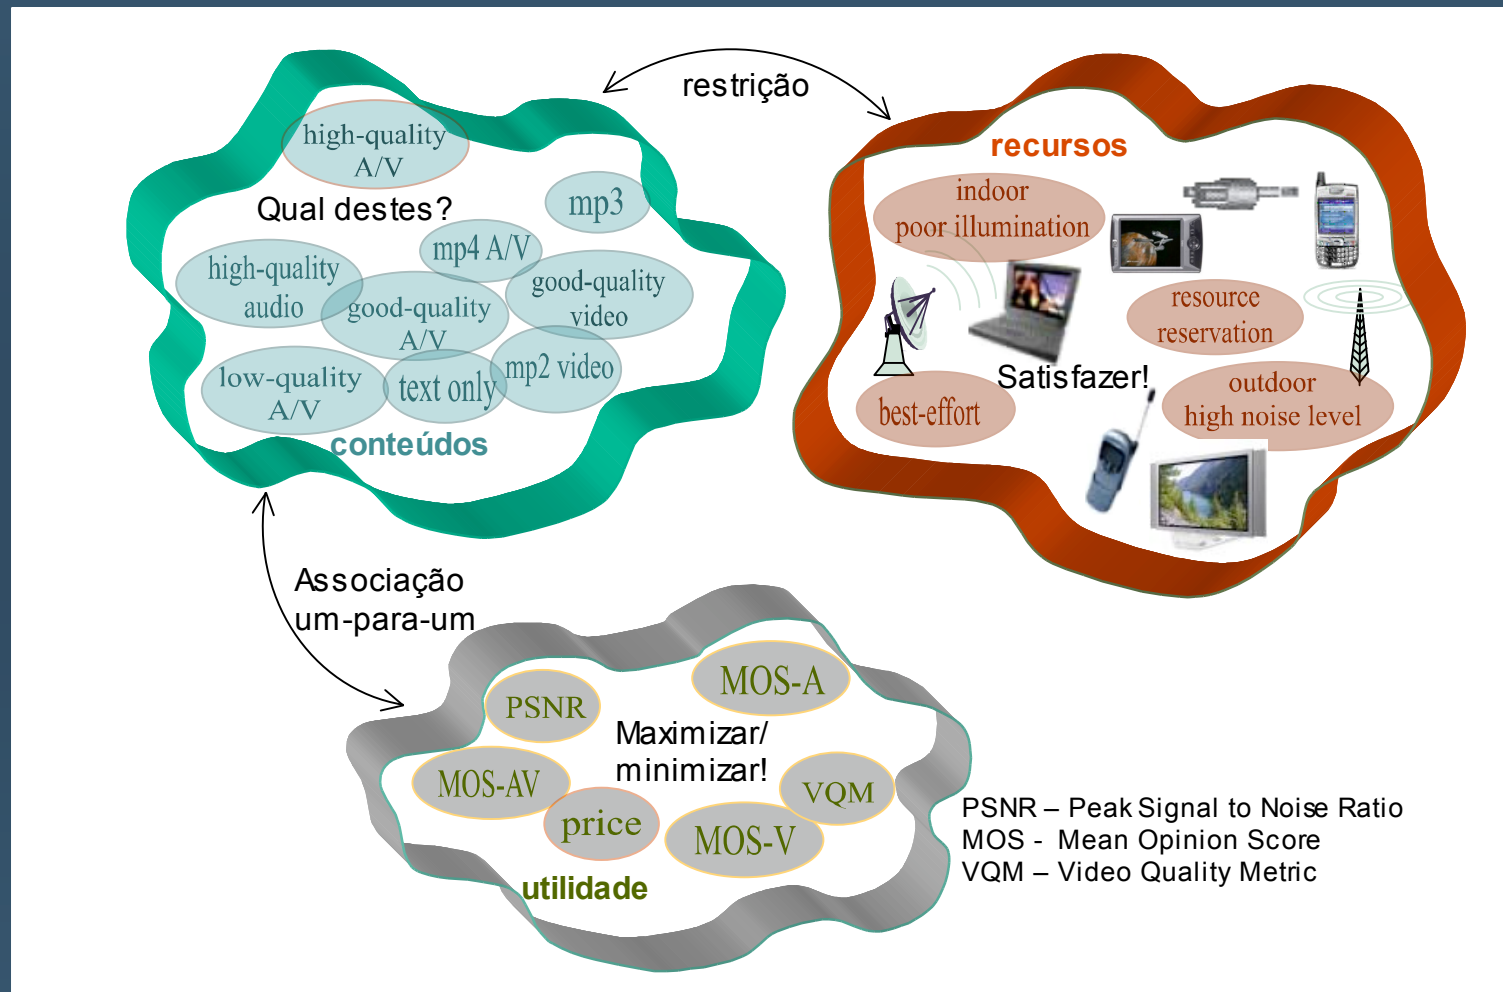 restrição
high-quality
A/V
Qual destes?
mp3
mp4 A/V
high-quality
audio
good-quality
A/V
good-quality
video
low-quality
A/V
text only
mp2 video
conteúdos
recursos
indoor
poor illumination
resource
reservation
Satisfazer!
best-effort
outdoor
high noise level
Associação
um-para-um
PSNR
MOS-A
Maximizar/
minimizar!
MOS-AV
price
MOS-V
VQM
utilidade
PSNR – Peak Signal to Noise Ratio
MOS - Mean Opinion Score
VQM – Video Quality Metric